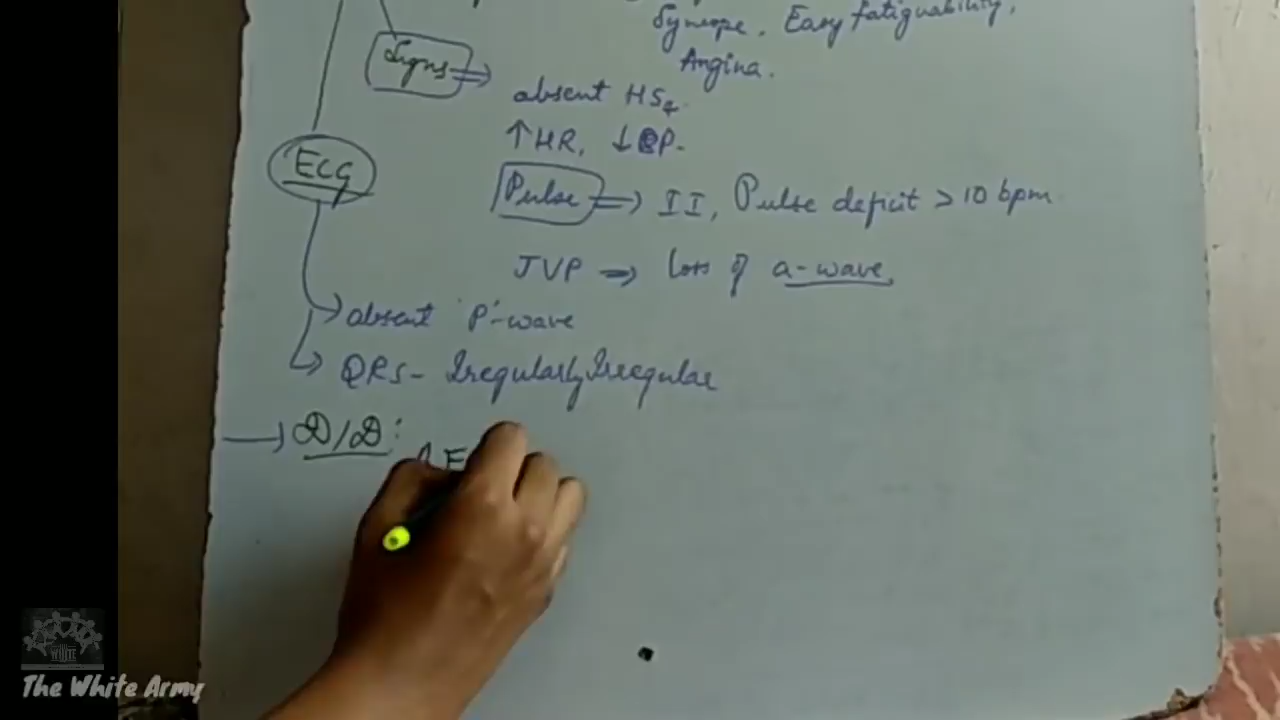 Syncope, Easy fatiguability,
Angina.
Signs ⇒
absent HS4.
↑HR, ↓BP.
ECG
Pulse ⇒ II, Pulse deficit > 10 bpm
JVP ⇒ loss of a-wave,
absent 'P'-wave
QRS - Irregularly Irregular
→ D/D:
WHITE
The White Army